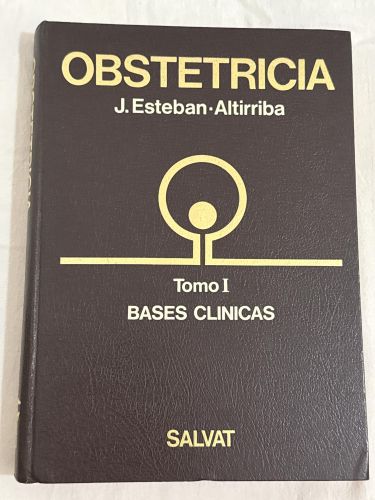 OBSTETRICIA
J. Esteban·Altirriba
Tomo I
BASES CLINICAS
SALVAT